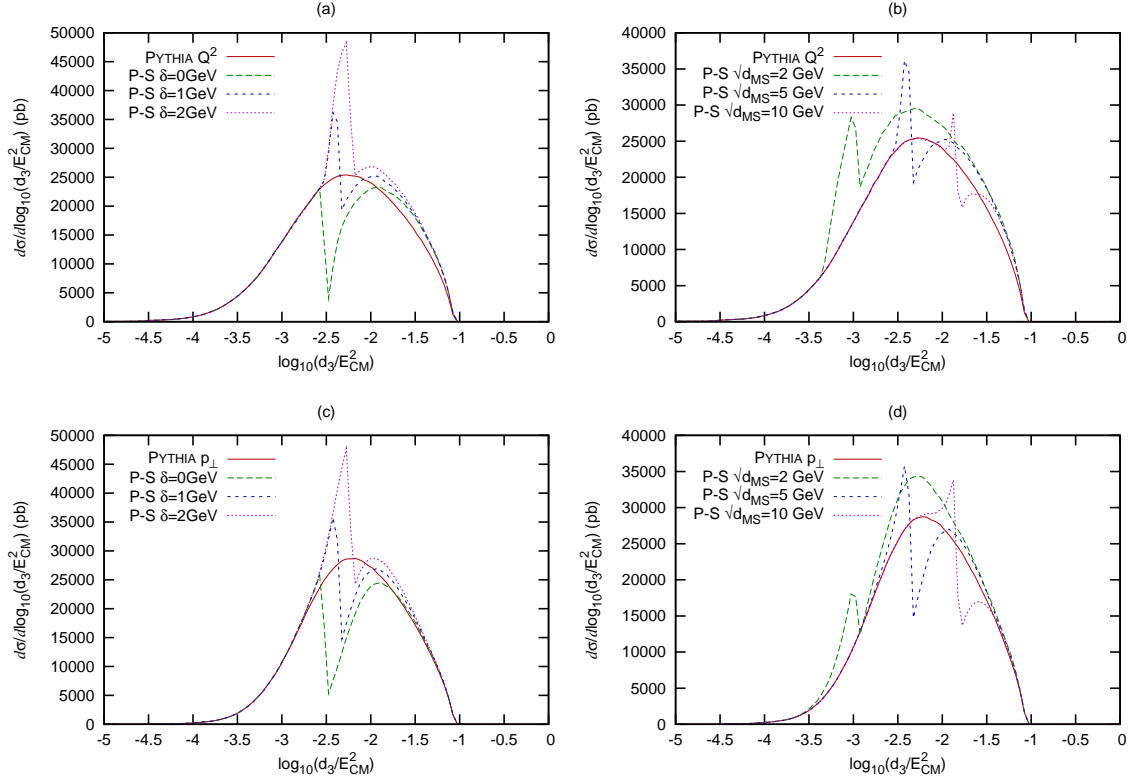 (a)
dσ/dlog₁₀(d₃/E²CM) (pb)
50000
45000
40000
35000
30000
25000
20000
15000
10000
5000
0
PYTHIA Q²
P-S δ=0GeV
P-S δ=1GeV
P-S δ=2GeV
-5 -4.5 -4 -3.5 -3 -2.5 -2 -1.5 -1 -0.5 0
log₁₀(d₃/E²CM)
(b)
dσ/dlog₁₀(d₃/E²CM) (pb)
40000
35000
30000
25000
20000
15000
10000
5000
0
PYTHIA Q²
P-S √dMS=2 GeV
P-S √dMS=5 GeV
P-S √dMS=10 GeV
-5 -4.5 -4 -3.5 -3 -2.5 -2 -1.5 -1 -0.5 0
log₁₀(d₃/E²CM)
(c)
dσ/dlog₁₀(d₃/E²CM) (pb)
50000
45000
40000
35000
30000
25000
20000
15000
10000
5000
0
PYTHIA p⊥
P-S δ=0GeV
P-S δ=1GeV
P-S δ=2GeV
-5 -4.5 -4 -3.5 -3 -2.5 -2 -1.5 -1 -0.5 0
log₁₀(d₃/E²CM)
(d)
dσ/dlog₁₀(d₃/E²CM) (pb)
40000
35000
30000
25000
20000
15000
10000
5000
0
PYTHIA p⊥
P-S √dMS=2 GeV
P-S √dMS=5 GeV
P-S √dMS=10 GeV
-5 -4.5 -4 -3.5 -3 -2.5 -2 -1.5 -1 -0.5 0
log₁₀(d₃/E²CM)